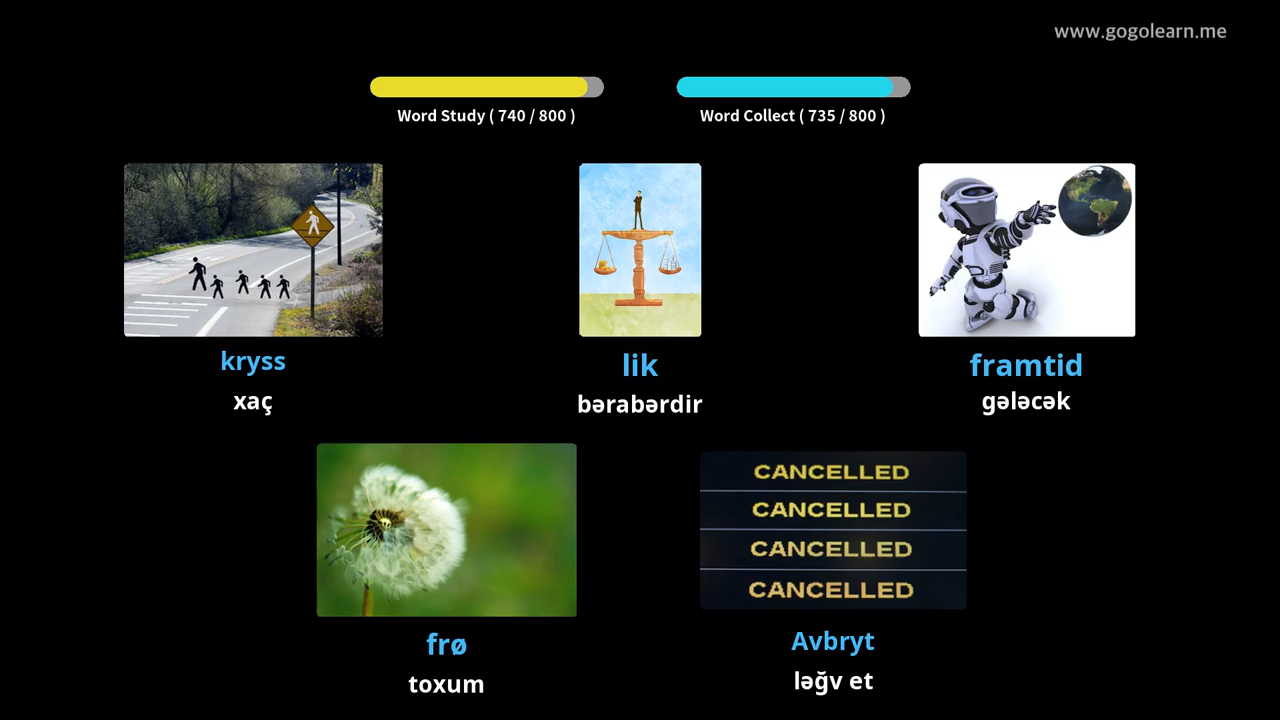 www.gogolearn.me
Word Study ( 740 / 800 )
Word Collect ( 735 / 800 )
kryss
xaç
lik
bərabərdir
framtid
gələcək
CANCELLED
CANCELLED
CANCELLED
CANCELLED
frø
toxum
Avbryt
ləğv et